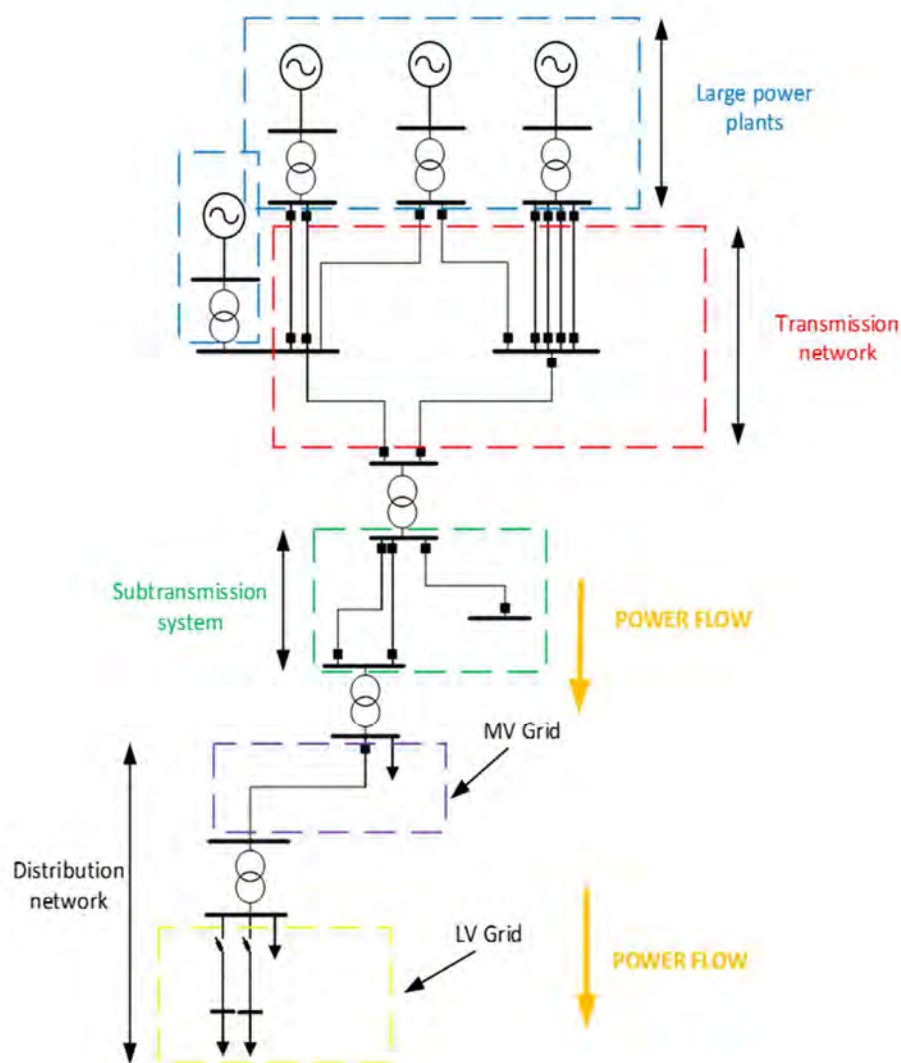 Large power
plants
Transmission
network
Subtransmission
system
POWER FLOW
MV Grid
Distribution
network
LV Grid
POWER FLOW